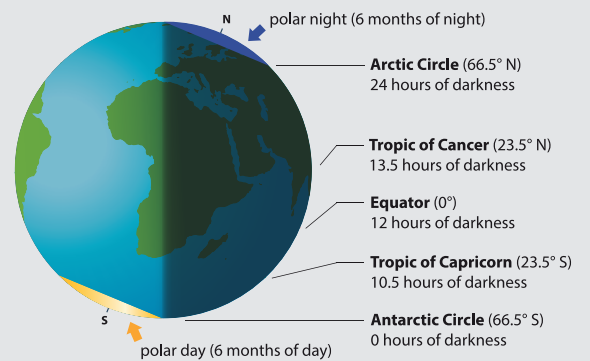 N
polar night (6 months of night)
Arctic Circle (66.5° N)
24 hours of darkness
Tropic of Cancer (23.5° N)
13.5 hours of darkness
Equator (0°)
12 hours of darkness
Tropic of Capricorn (23.5° S)
10.5 hours of darkness
Antarctic Circle (66.5° S)
0 hours of darkness
S
polar day (6 months of day)